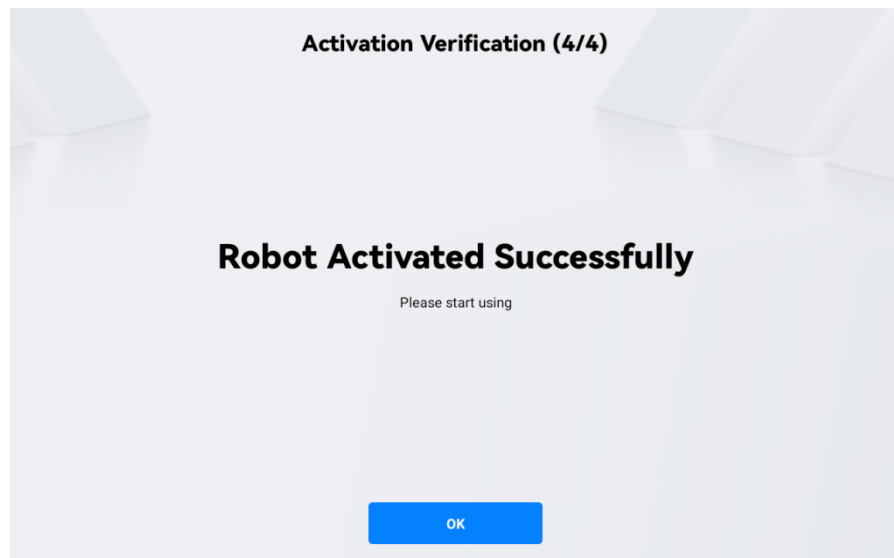 Activation Verification (4/4)
Robot Activated Successfully
Please start using
OK